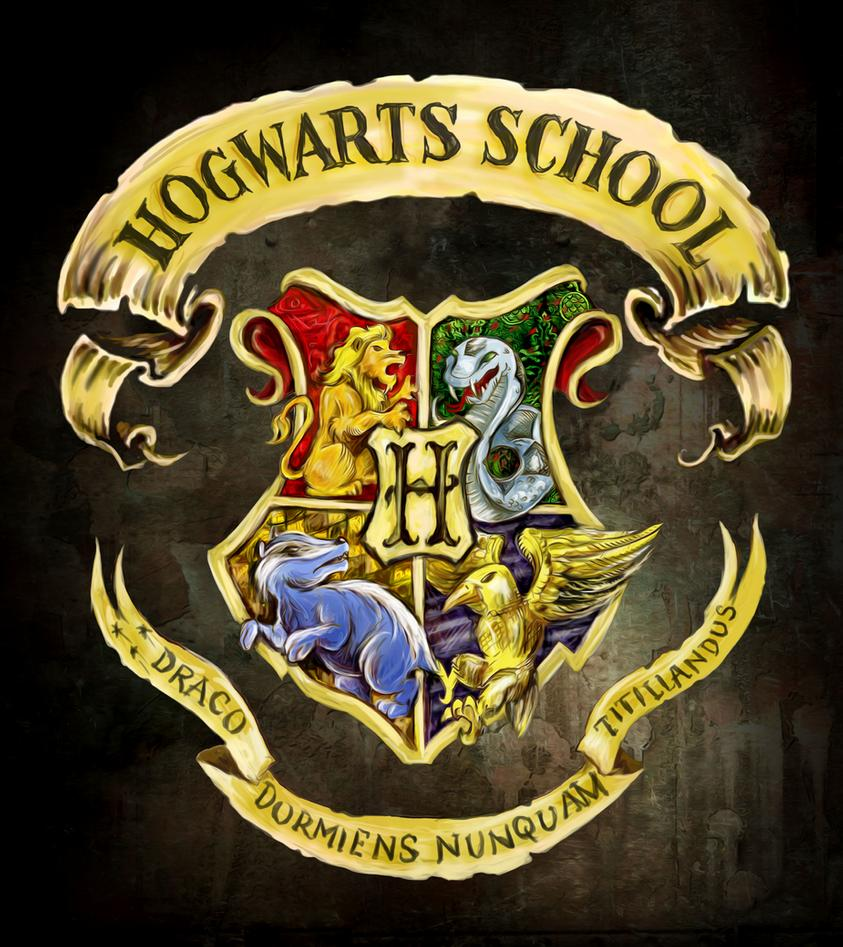 HOGWARTS SCHOOL
H
DRACO
DORMIENS NUNQUAM
TITILLANDUS